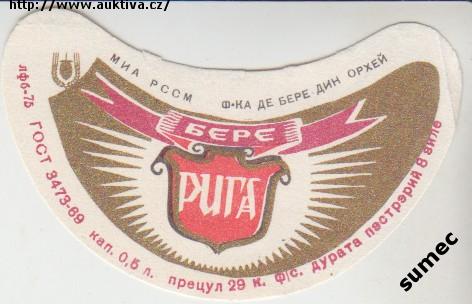 http://www.auktiva.cz/
МИА РССМ Ф-КА ДЕ БЕРЕ ДИН ОРХЕЙ
БЕРЕ
РИГА
лфб-75 ГОСТ 3473-69 кап. 0,5 л. прецул 29 к. ф/с. дурата пэстрэрий 8 зиле
sumec